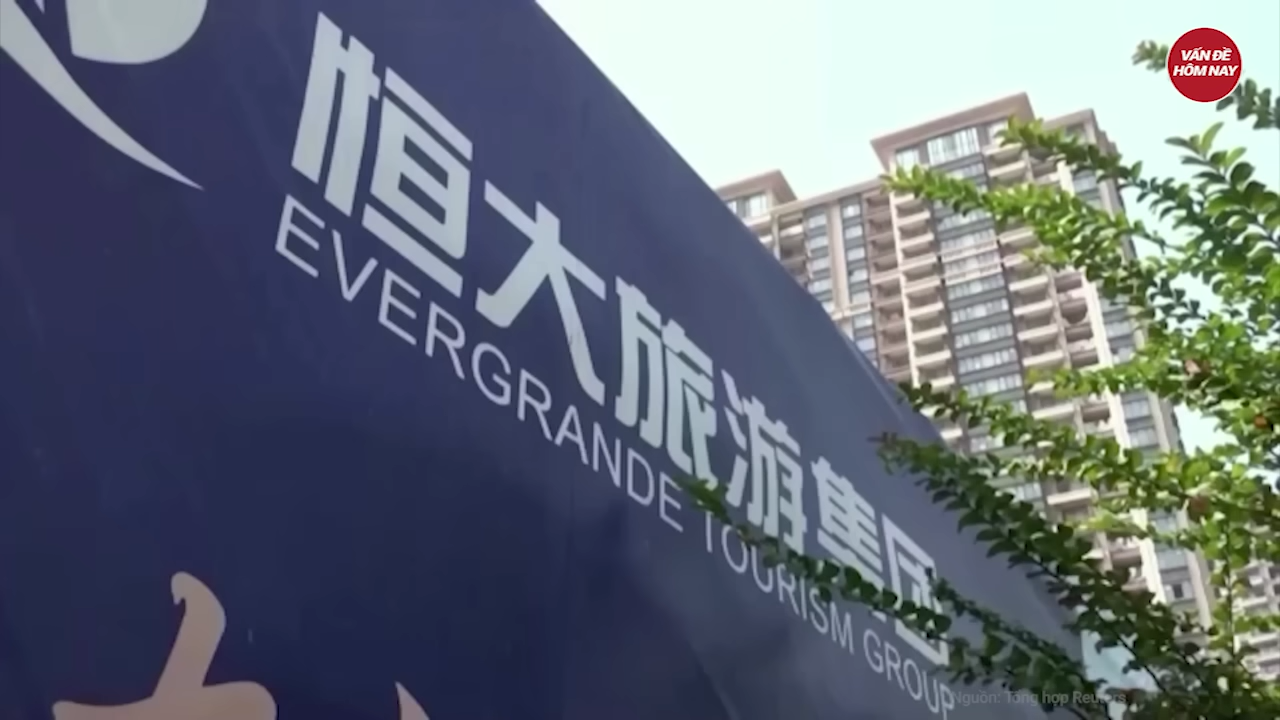 VẤN ĐỀ
HÔM NAY
恒大旅游集团
EVERGRANDE TOURISM GROUP
Nguồn: Tổng hợp Reuters